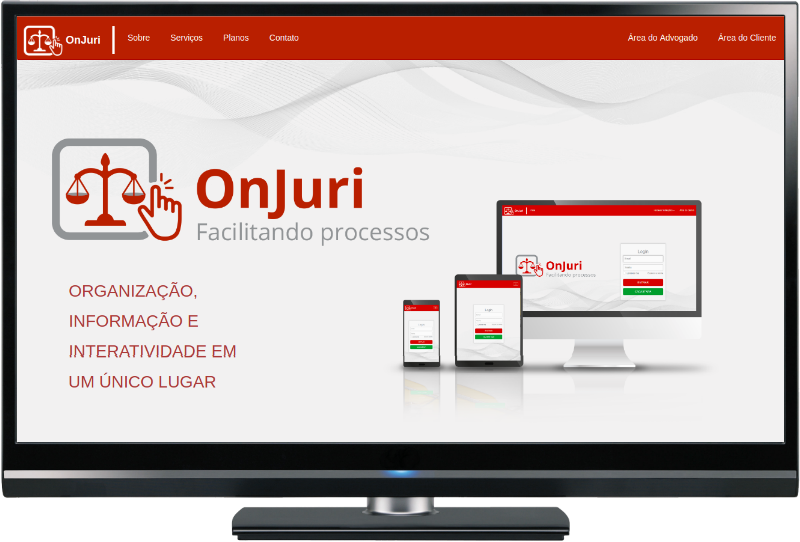 OnJuri
Sobre
Serviços
Planos
Contato
Área do Advogado
Área do Cliente
OnJuri
Facilitando processos
ORGANIZAÇÃO,
INFORMAÇÃO E
INTERATIVIDADE EM
UM ÚNICO LUGAR
OnJuri
Facilitando processos
Login